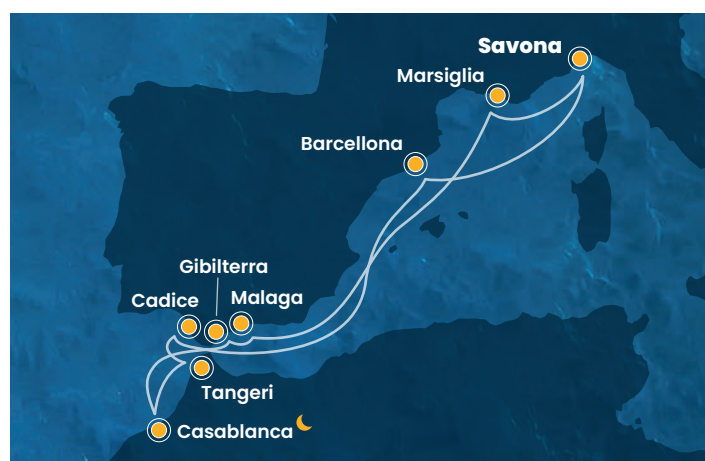 Savona
Marsiglia
Barcellona
Gibilterra
Cadice
Malaga
Tangeri
Casablanca